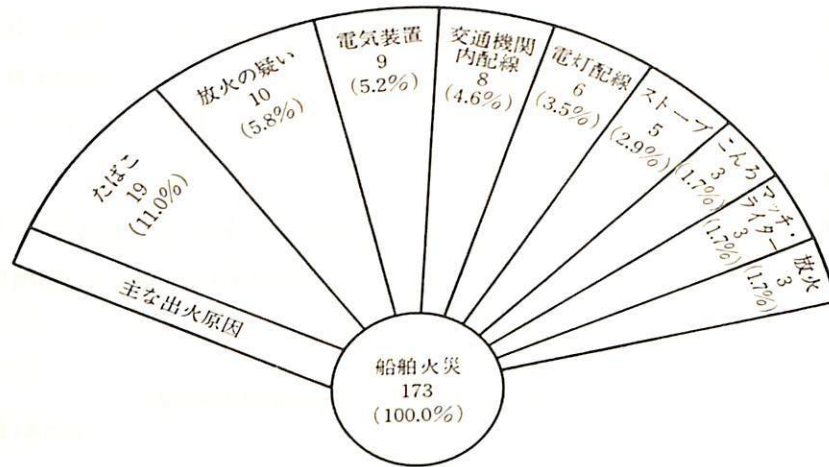 主な出火原因
たばこ
19
(11.0%)
放火の疑い
10
(5.8%)
電気装置
9
(5.2%)
交通機関
内配線
8
(4.6%)
電灯配線
6
(3.5%)
ストーブ
5
(2.9%)
こんろ
3
(1.7%)
マッチ・
ライター
3
(1.7%)
放火
3
(1.7%)
船舶火災
173
(100.0%)